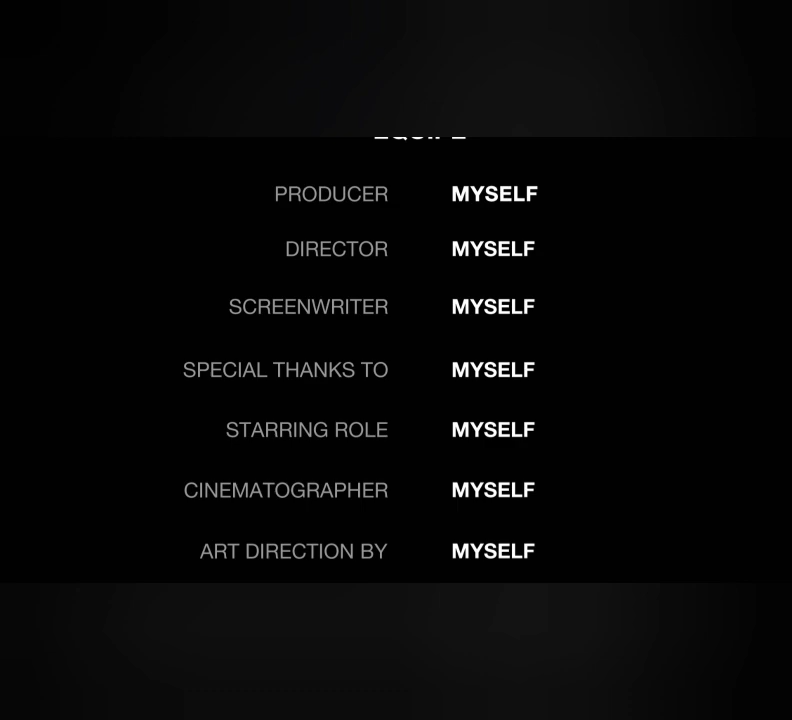 PRODUCER MYSELF
DIRECTOR MYSELF
SCREENWRITER MYSELF
SPECIAL THANKS TO MYSELF
STARRING ROLE MYSELF
CINEMATOGRAPHER MYSELF
ART DIRECTION BY MYSELF